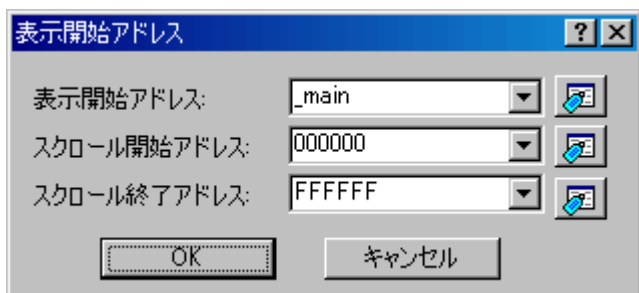 表示開始アドレス
表示開始アドレス: _main
スクロール開始アドレス: 000000
スクロール終了アドレス: FFFFFF
OK キャンセル